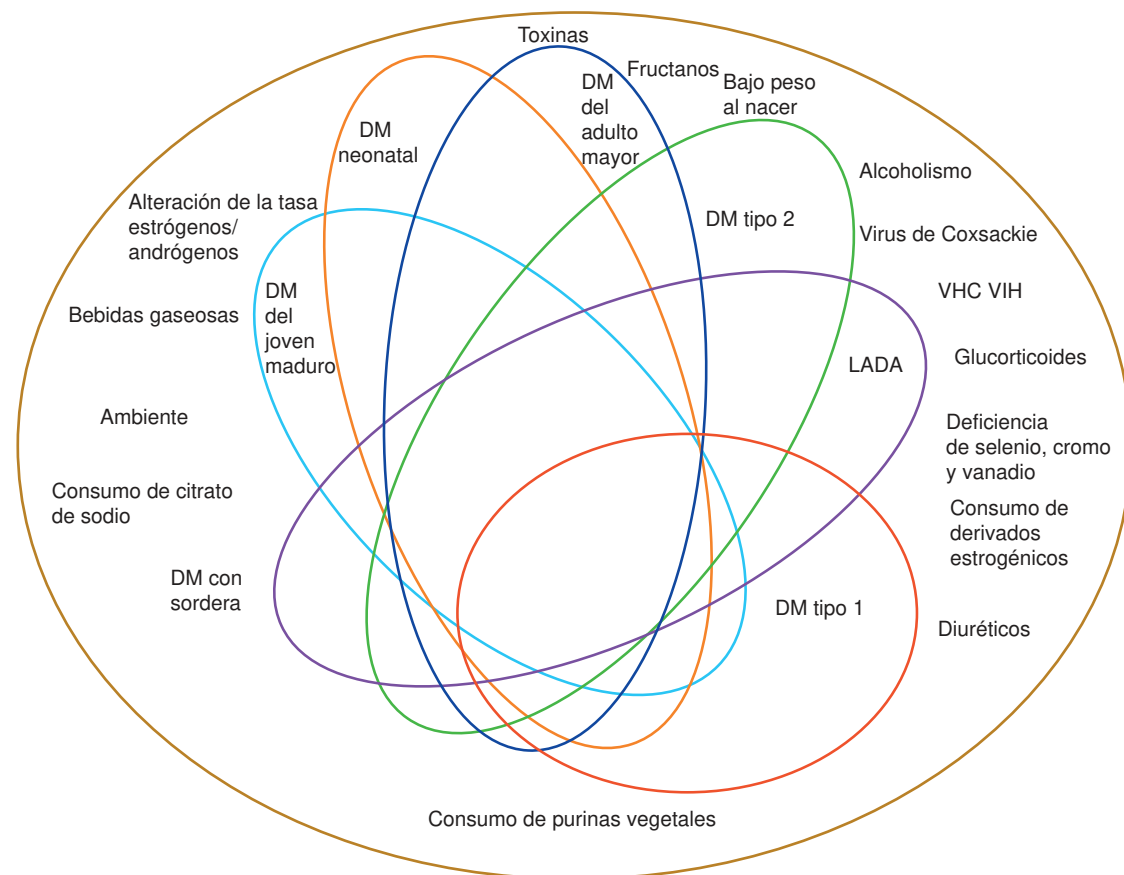 Toxinas
Fructanos
Bajo peso
al nacer
DM
del
adulto
mayor
DM
neonatal
Alcoholismo
Alteración de la tasa
estrógenos/
andrógenos
DM tipo 2
Virus de Coxsackie
VHC VIH
Bebidas gaseosas
DM
del
joven
maduro
LADA
Glucorticoides
Ambiente
Deficiencia
de selenio, cromo
y vanadio
Consumo de citrato
de sodio
Consumo de
derivados
estrogénicos
DM con
sordera
DM tipo 1
Diuréticos
Consumo de purinas vegetales